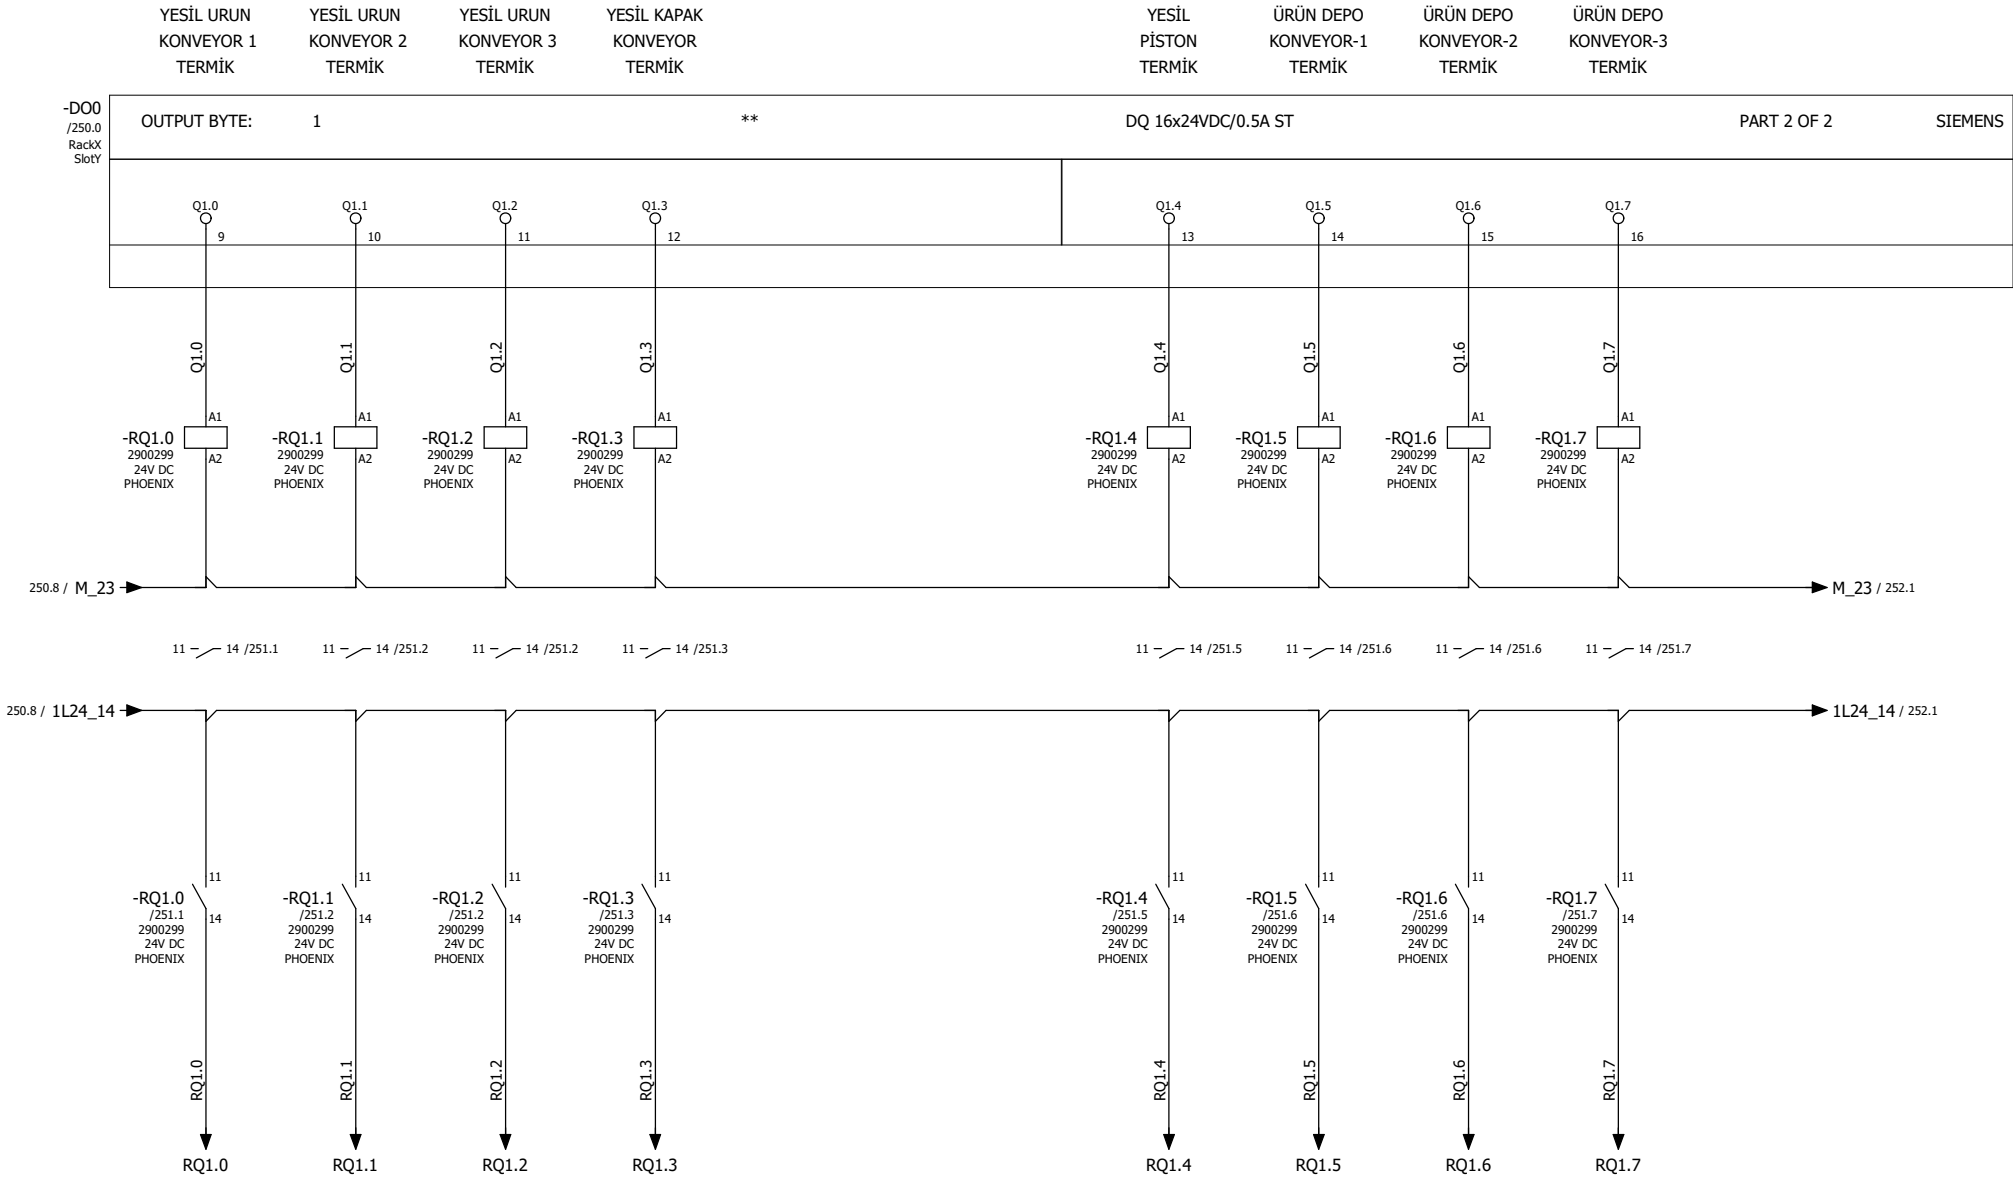 YESİL URUN KONVEYOR 1 TERMİK
YESİL URUN KONVEYOR 2 TERMİK
YESİL URUN KONVEYOR 3 TERMİK
YESİL KAPAK KONVEYOR TERMİK
YESİL PİSTON TERMİK
ÜRÜN DEPO KONVEYOR-1 TERMİK
ÜRÜN DEPO KONVEYOR-2 TERMİK
ÜRÜN DEPO KONVEYOR-3 TERMİK
-DO0
/250.0
RackX
SlotY
OUTPUT BYTE: 1 ** DQ 16x24VDC/0.5A ST PART 2 OF 2 SIEMENS
Q1.0 Q1.1 Q1.2 Q1.3 Q1.4 Q1.5 Q1.6 Q1.7
9 10 11 12 13 14 15 16
Q1.0 Q1.1 Q1.2 Q1.3 Q1.4 Q1.5 Q1.6 Q1.7
A1 A1 A1 A1 A1 A1 A1 A1
-RQ1.0 -RQ1.1 -RQ1.2 -RQ1.3 -RQ1.4 -RQ1.5 -RQ1.6 -RQ1.7
2900299 A2 2900299 A2 2900299 A2 2900299 A2 2900299 A2 2900299 A2 2900299 A2 2900299 A2
24V DC 24V DC 24V DC 24V DC 24V DC 24V DC 24V DC 24V DC
PHOENIX PHOENIX PHOENIX PHOENIX PHOENIX PHOENIX PHOENIX PHOENIX
250.8 / M_23 M_23 / 252.1
11 14 /251.1 11 14 /251.2 11 14 /251.2 11 14 /251.3 11 14 /251.5 11 14 /251.6 11 14 /251.6 11 14 /251.7
250.8 / 1L24_14 1L24_14 / 252.1
11 11 11 11 11 11 11 11
-RQ1.0 -RQ1.1 -RQ1.2 -RQ1.3 -RQ1.4 -RQ1.5 -RQ1.6 -RQ1.7
/251.1 14 /251.2 14 /251.2 14 /251.3 14 /251.5 14 /251.6 14 /251.6 14 /251.7 14
2900299 2900299 2900299 2900299 2900299 2900299 2900299 2900299
24V DC 24V DC 24V DC 24V DC 24V DC 24V DC 24V DC 24V DC
PHOENIX PHOENIX PHOENIX PHOENIX PHOENIX PHOENIX PHOENIX PHOENIX
RQ1.0 RQ1.1 RQ1.2 RQ1.3 RQ1.4 RQ1.5 RQ1.6 RQ1.7
RQ1.0 RQ1.1 RQ1.2 RQ1.3 RQ1.4 RQ1.5 RQ1.6 RQ1.7